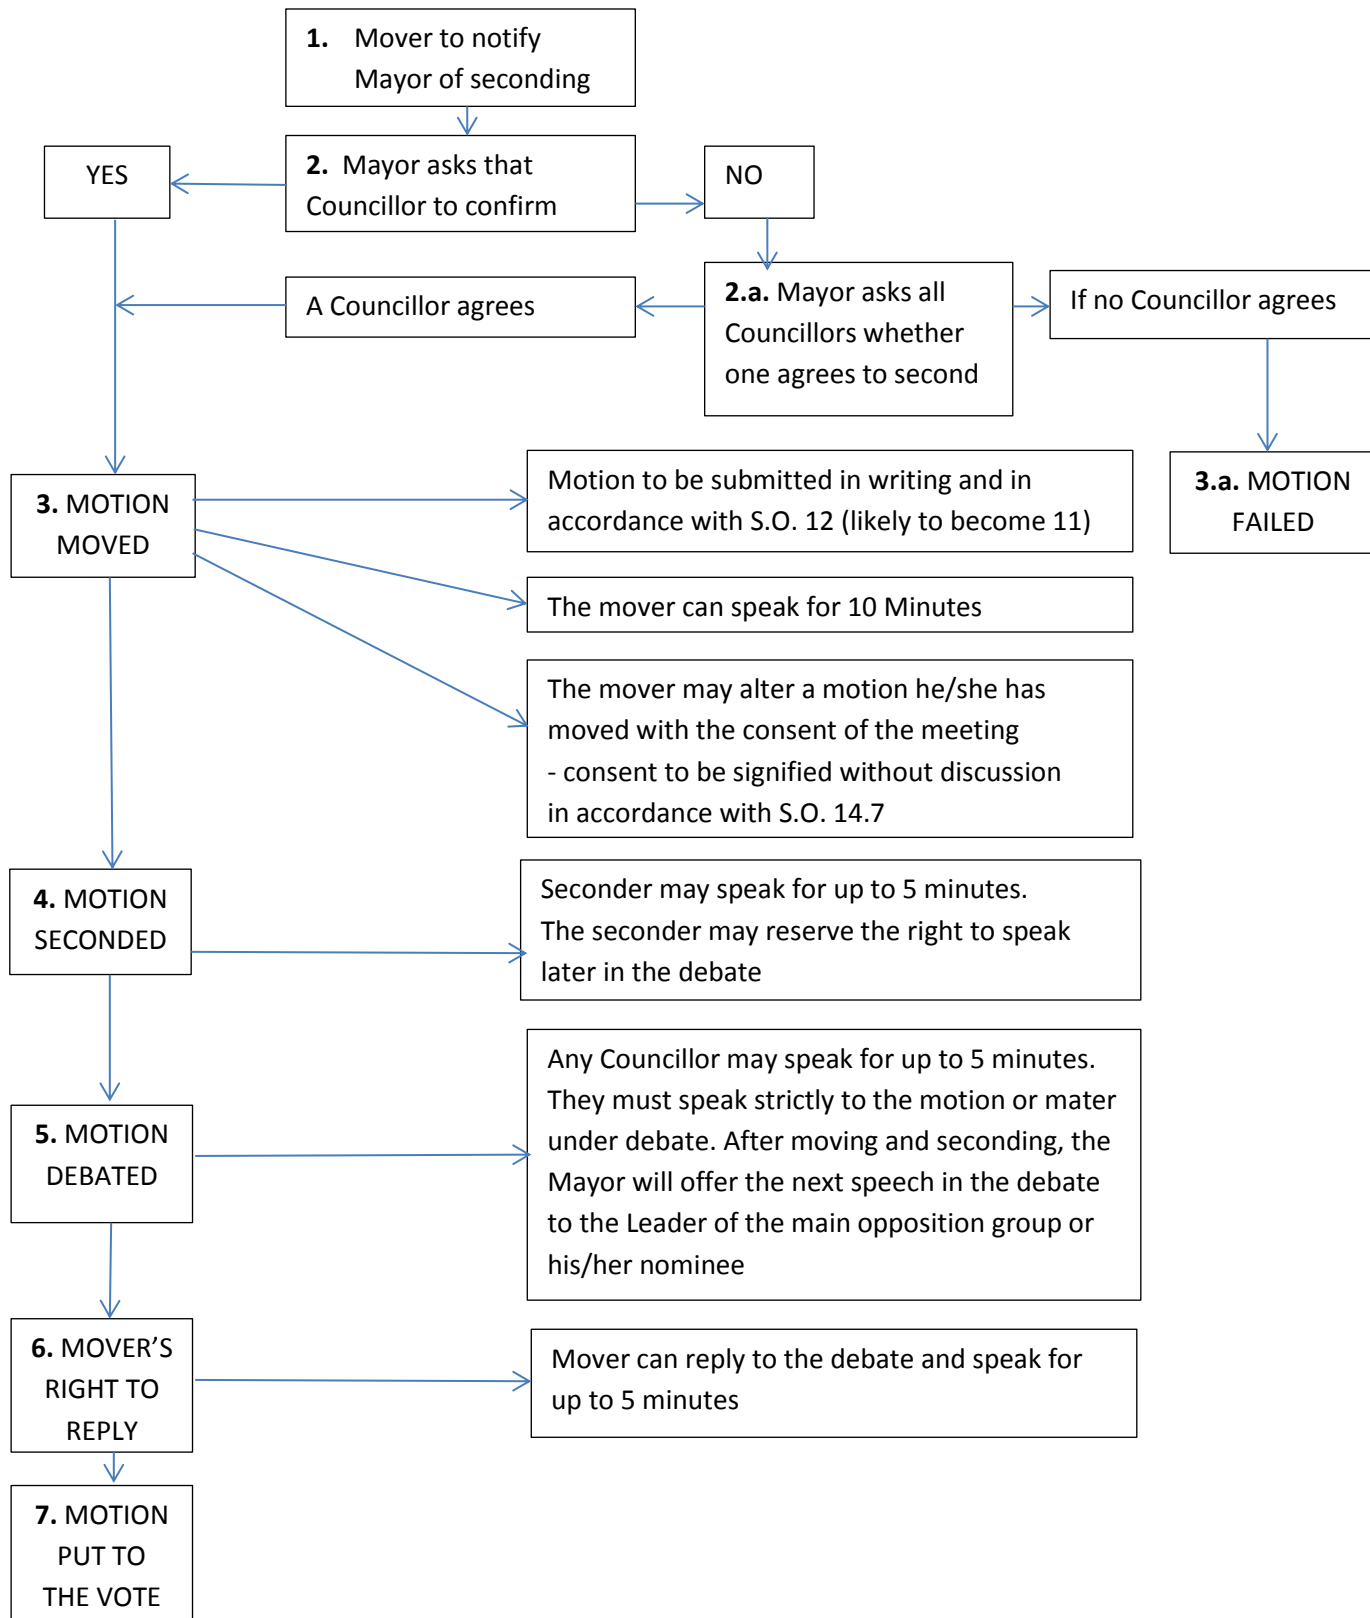 1. Mover to notify
Mayor of seconding
YES
2. Mayor asks that
Councillor to confirm
NO
A Councillor agrees
2.a. Mayor asks all
Councillors whether
one agrees to second
If no Councillor agrees
3. MOTION
MOVED
Motion to be submitted in writing and in
accordance with S.O. 12 (likely to become 11)
3.a. MOTION
FAILED
The mover can speak for 10 Minutes
The mover may alter a motion he/she has
moved with the consent of the meeting
- consent to be signified without discussion
in accordance with S.O. 14.7
4. MOTION
SECONDED
Seconder may speak for up to 5 minutes.
The seconder may reserve the right to speak
later in the debate
5. MOTION
DEBATED
Any Councillor may speak for up to 5 minutes.
They must speak strictly to the motion or mater
under debate. After moving and seconding, the
Mayor will offer the next speech in the debate
to the Leader of the main opposition group or
his/her nominee
6. MOVER’S
RIGHT TO
REPLY
Mover can reply to the debate and speak for
up to 5 minutes
7. MOTION
PUT TO
THE VOTE